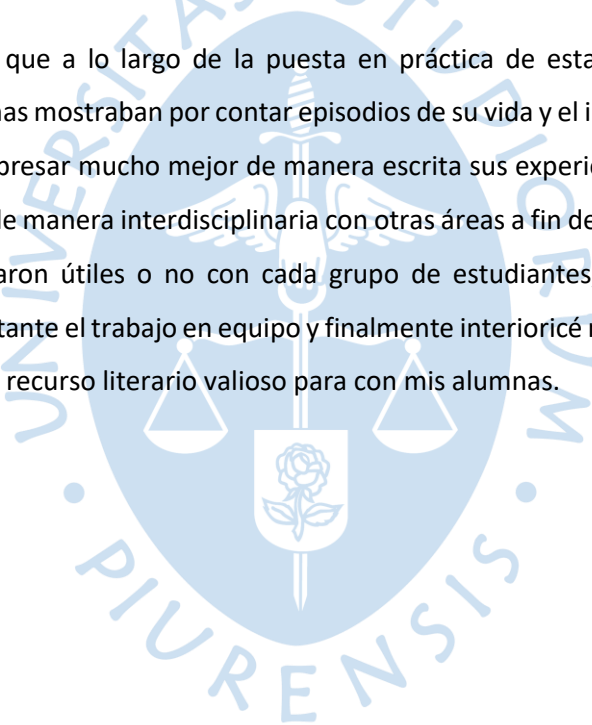 que a lo largo de la puesta en práctica de esta
nas mostraban por contar episodios de su vida y el i
presar mucho mejor de manera escrita sus experi
de manera interdisciplinaria con otras áreas a fin de
aron útiles o no con cada grupo de estudiantes
tante el trabajo en equipo y finalmente interioricé
recurso literario valioso para con mis alumnas.
UNIVERSITAS STUDIORUM
PIURENSIS